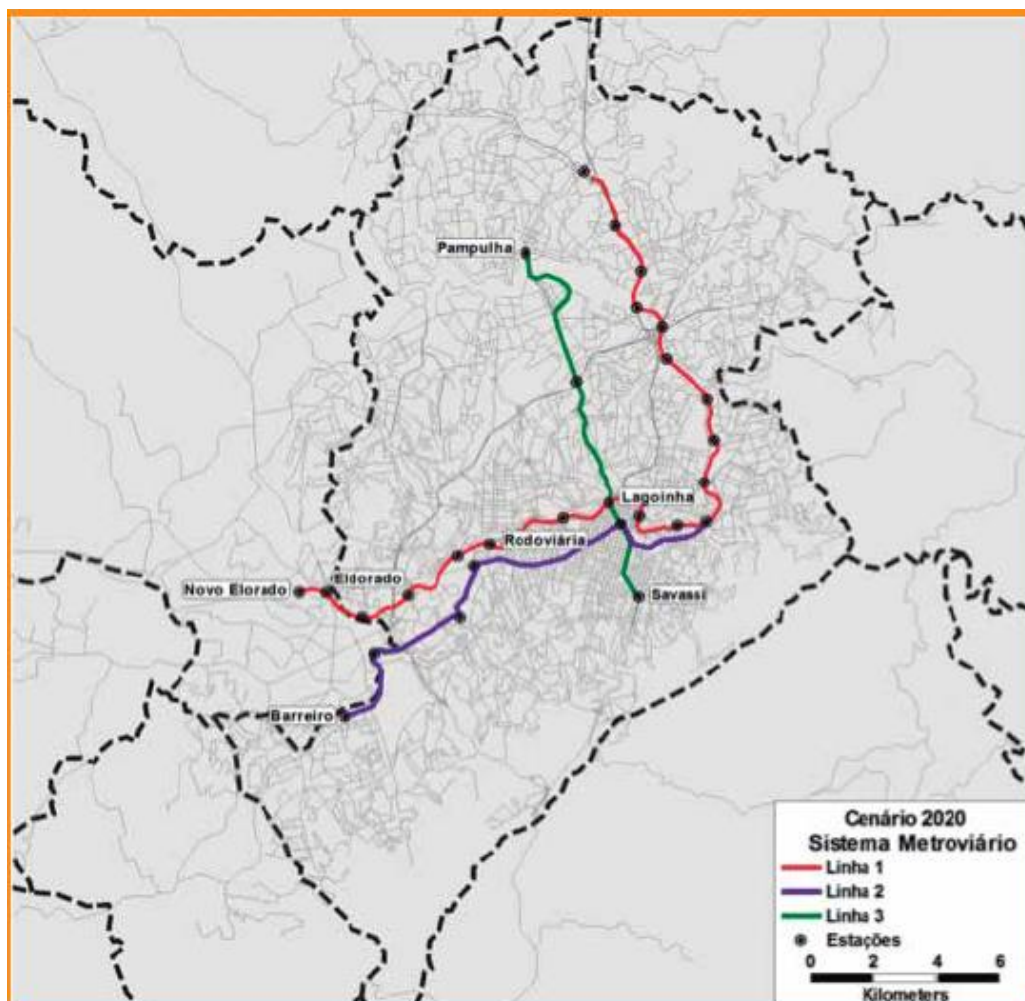 Pampulha
Lagoinha
Rodoviária
Eldorado
Novo Elorado
Savassi
Barreiro
Cenário 2020
Sistema Metroviário
Linha 1
Linha 2
Linha 3
Estações
0 2 4 6
Kilometers